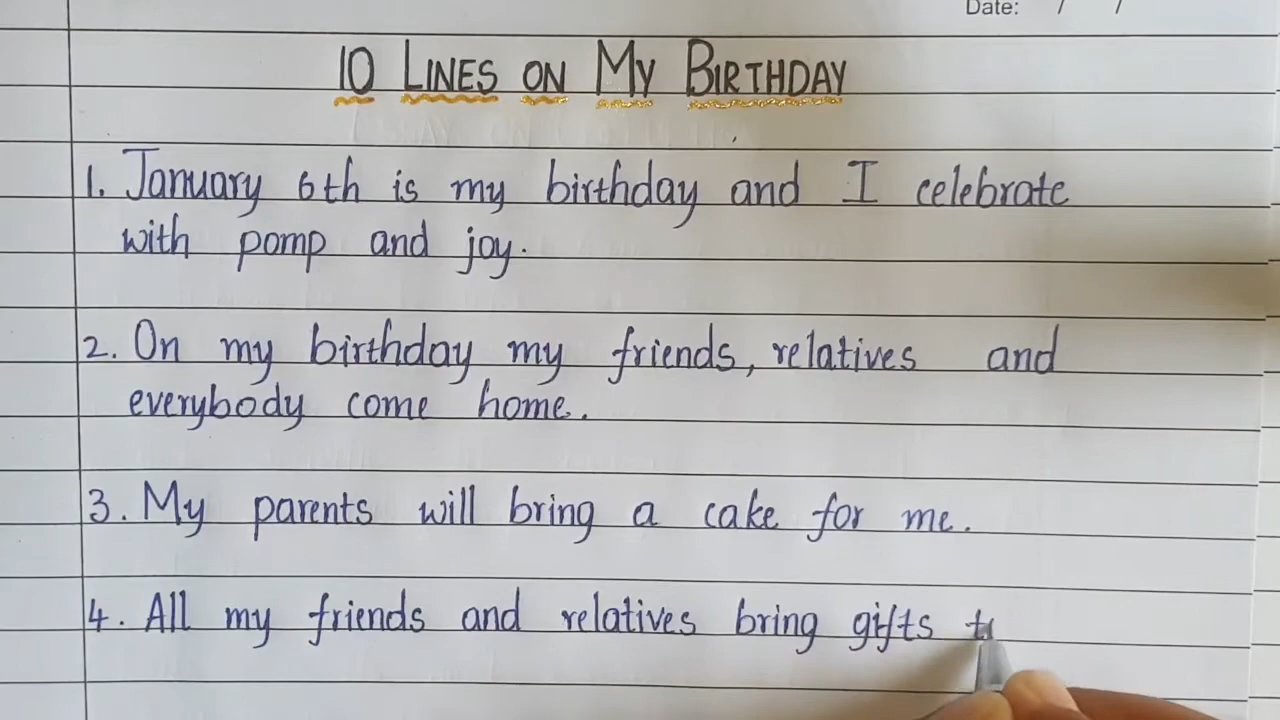 Date: / /
10 LINES ON MY BIRTHDAY
1. January 6th is my birthday and I celebrate
with pomp and joy.
2. On my birthday my friends, relatives and
everybody come home.
3. My parents will bring a cake for me.
4. All my friends and relatives bring gifts